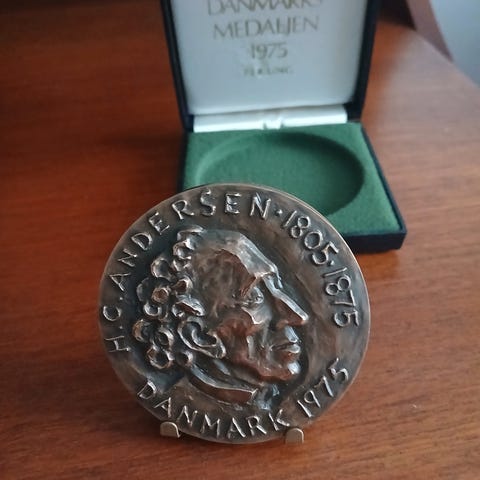 DANMARKS
MEDALJEN
1975
H.C. ANDERSEN · 1805 · 1875
DANMARK 1975